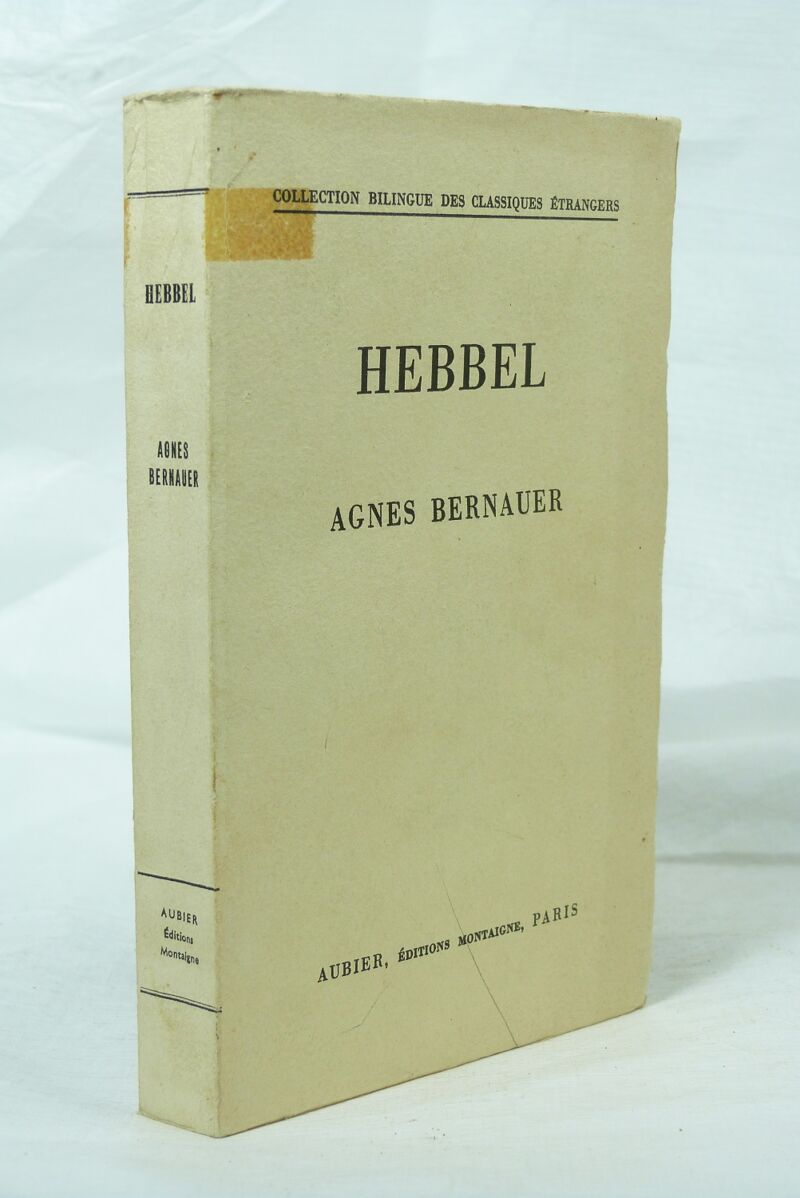 HEBBEL
AGNES
BERNAUER
AUBIER
Éditions
Montaigne
COLLECTION BILINGUE DES CLASSIQUES ÉTRANGERS
HEBBEL
AGNES BERNAUER
AUBIER, ÉDITIONS MONTAIGNE, PARIS